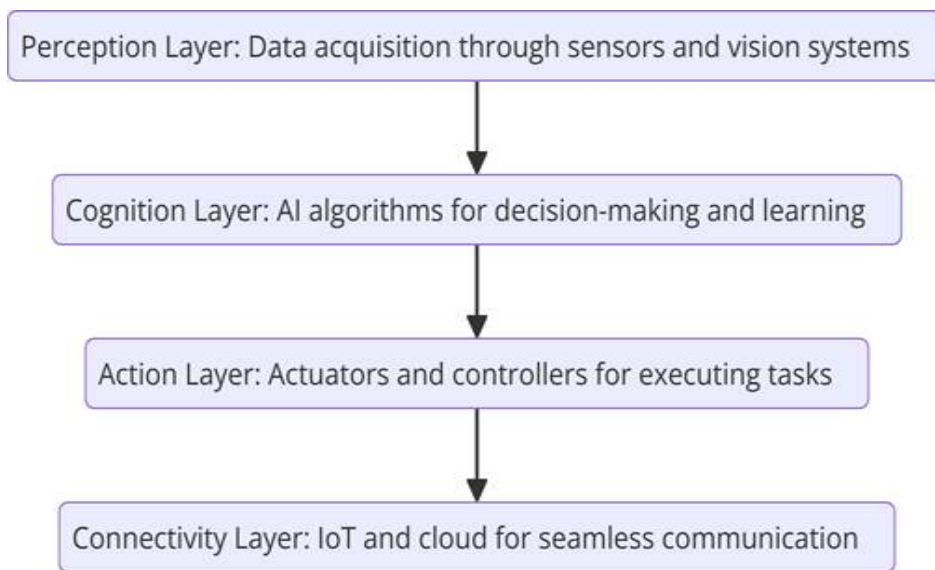 Perception Layer: Data acquisition through sensors and vision systems
Cognition Layer: AI algorithms for decision-making and learning
Action Layer: Actuators and controllers for executing tasks
Connectivity Layer: IoT and cloud for seamless communication